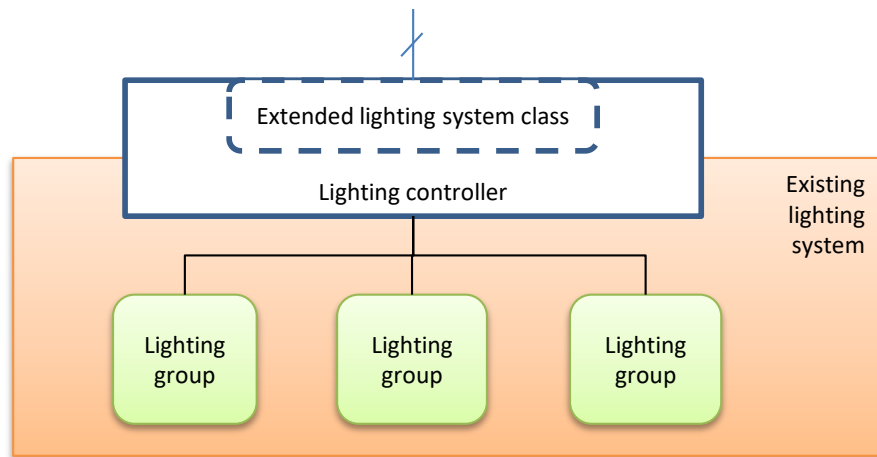 Extended lighting system class
Lighting controller
Existing
lighting
system
Lighting
group
Lighting
group
Lighting
group